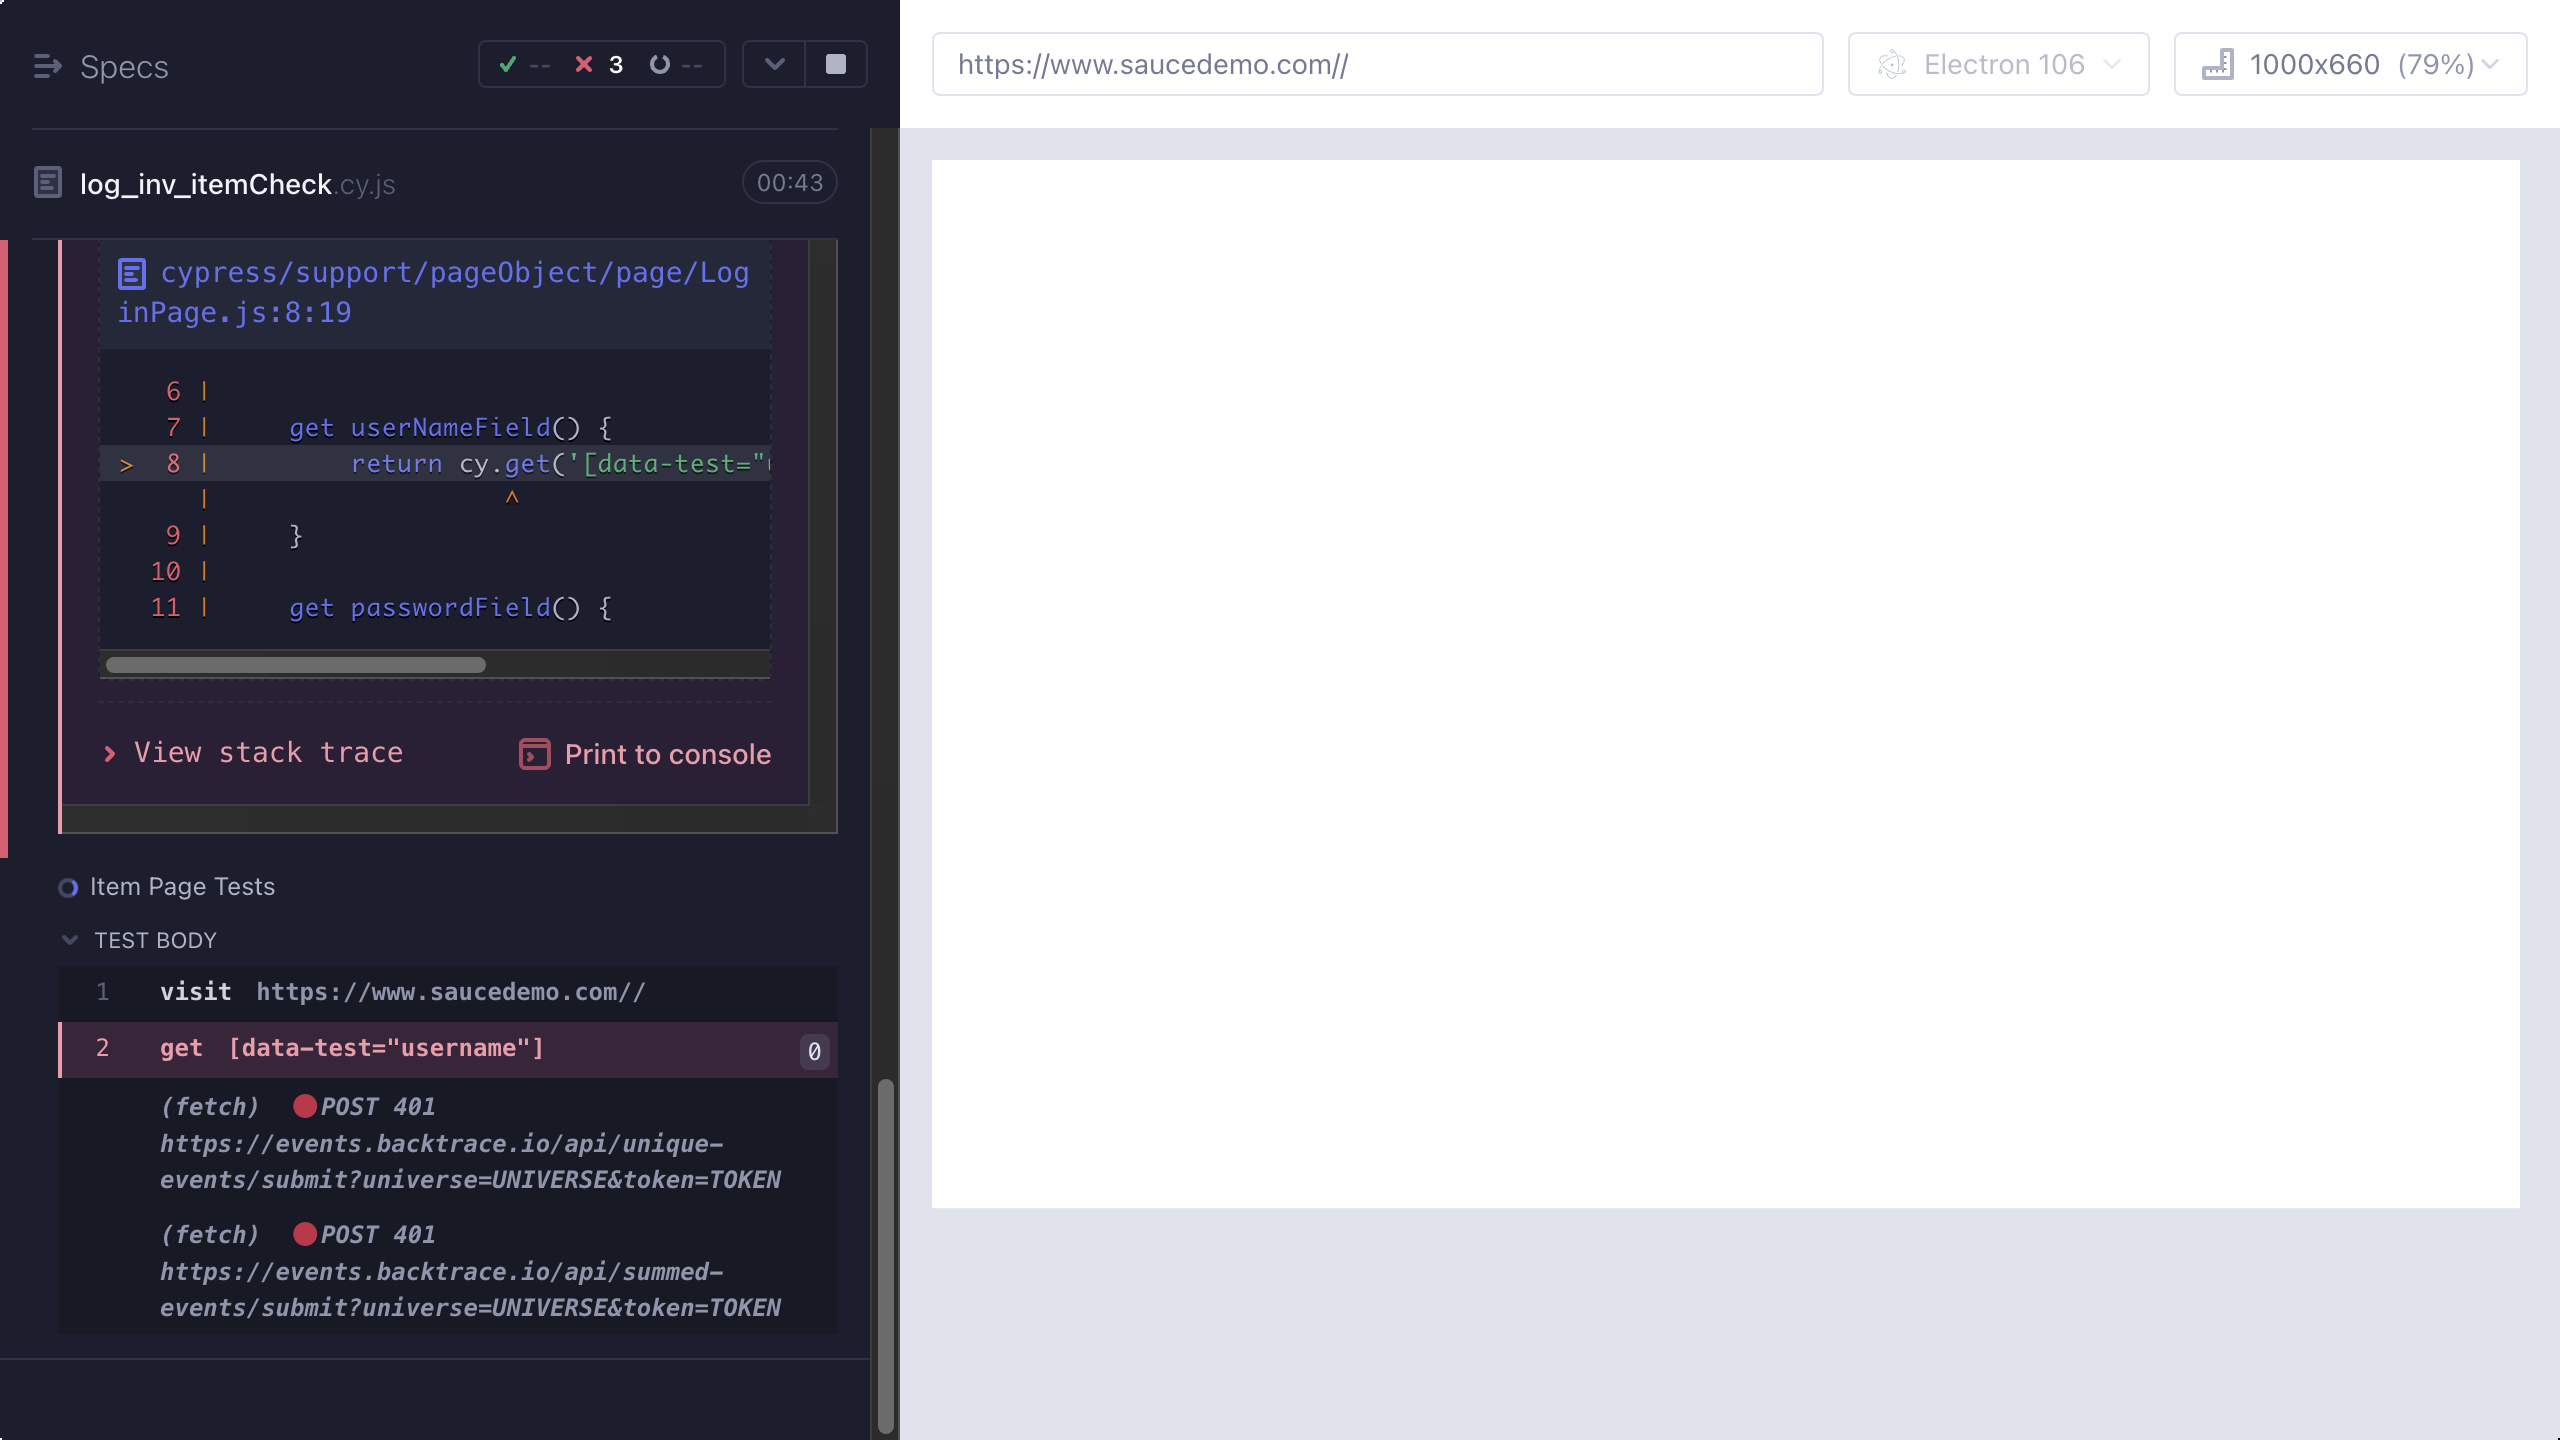 Specs
-- 3 --
https://www.saucedemo.com//
Electron 106
1000x660 (79%)
log_inv_itemCheck.cy.js
00:43
cypress/support/pageObject/page/Log
inPage.js:8:19
6 |
7 | get userNameField() {
> 8 | return cy.get('[data-test="
| ^
9 | }
10 |
11 | get passwordField() {
View stack trace
Print to console
Item Page Tests
TEST BODY
1 visit https://www.saucedemo.com//
2 get [data-test="username"] 0
(fetch) POST 401
https://events.backtrace.io/api/unique-
events/submit?universe=UNIVERSE&token=TOKEN
(fetch) POST 401
https://events.backtrace.io/api/summed-
events/submit?universe=UNIVERSE&token=TOKEN